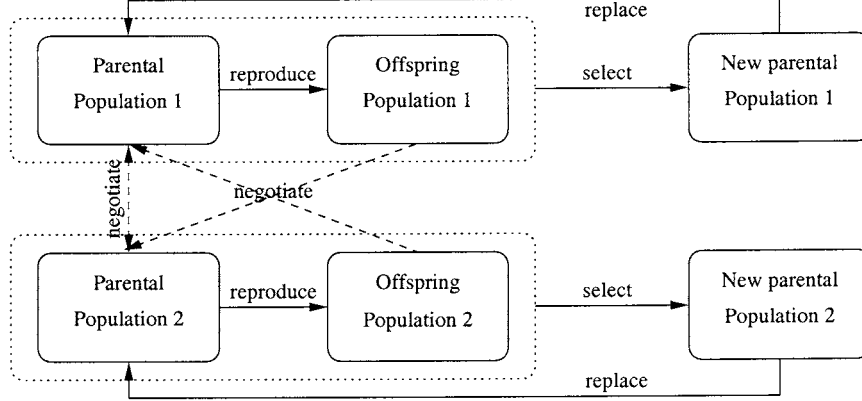 replace
Parental
Population 1
reproduce
Offspring
Population 1
select
New parental
Population 1
negotiate
negotiate
Parental
Population 2
reproduce
Offspring
Population 2
select
New parental
Population 2
replace